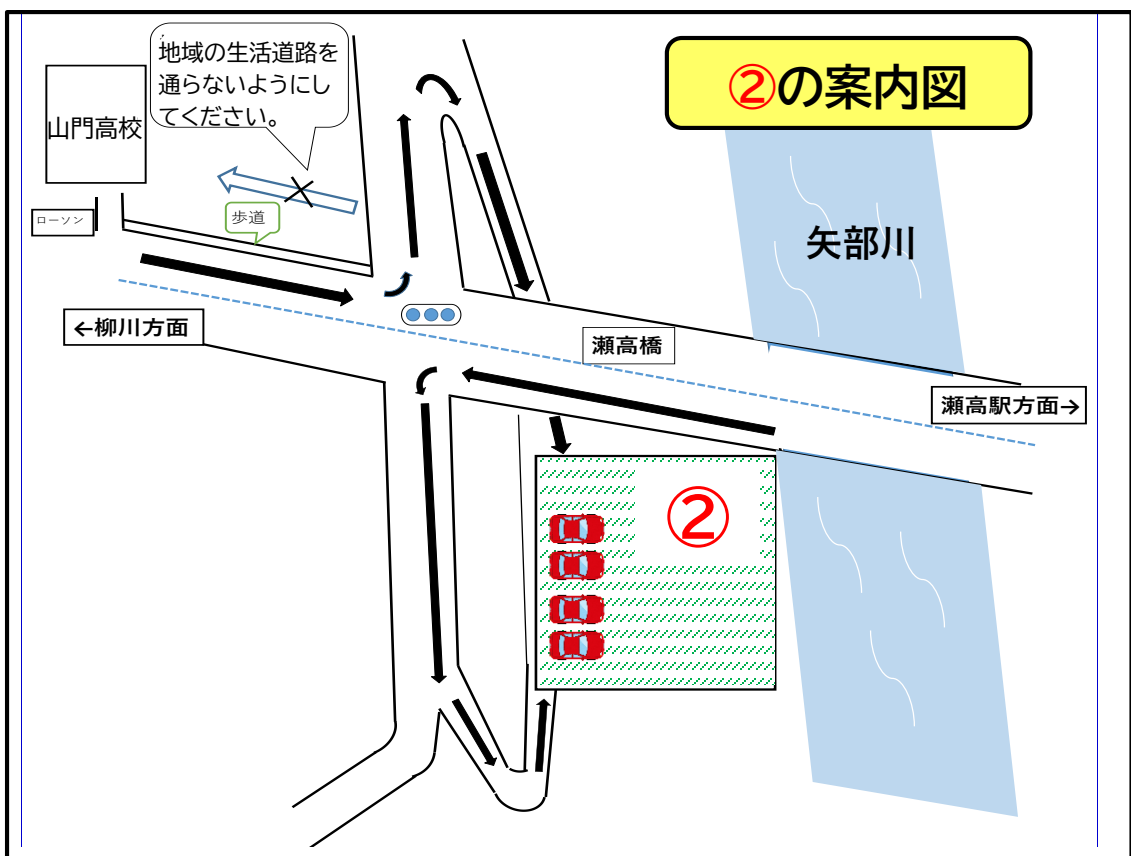 ②の案内図
地域の生活道路を
通らないようにし
てください。
山門高校
ローソン
歩道
矢部川
←柳川方面
瀬高橋
瀬高駅方面→
②